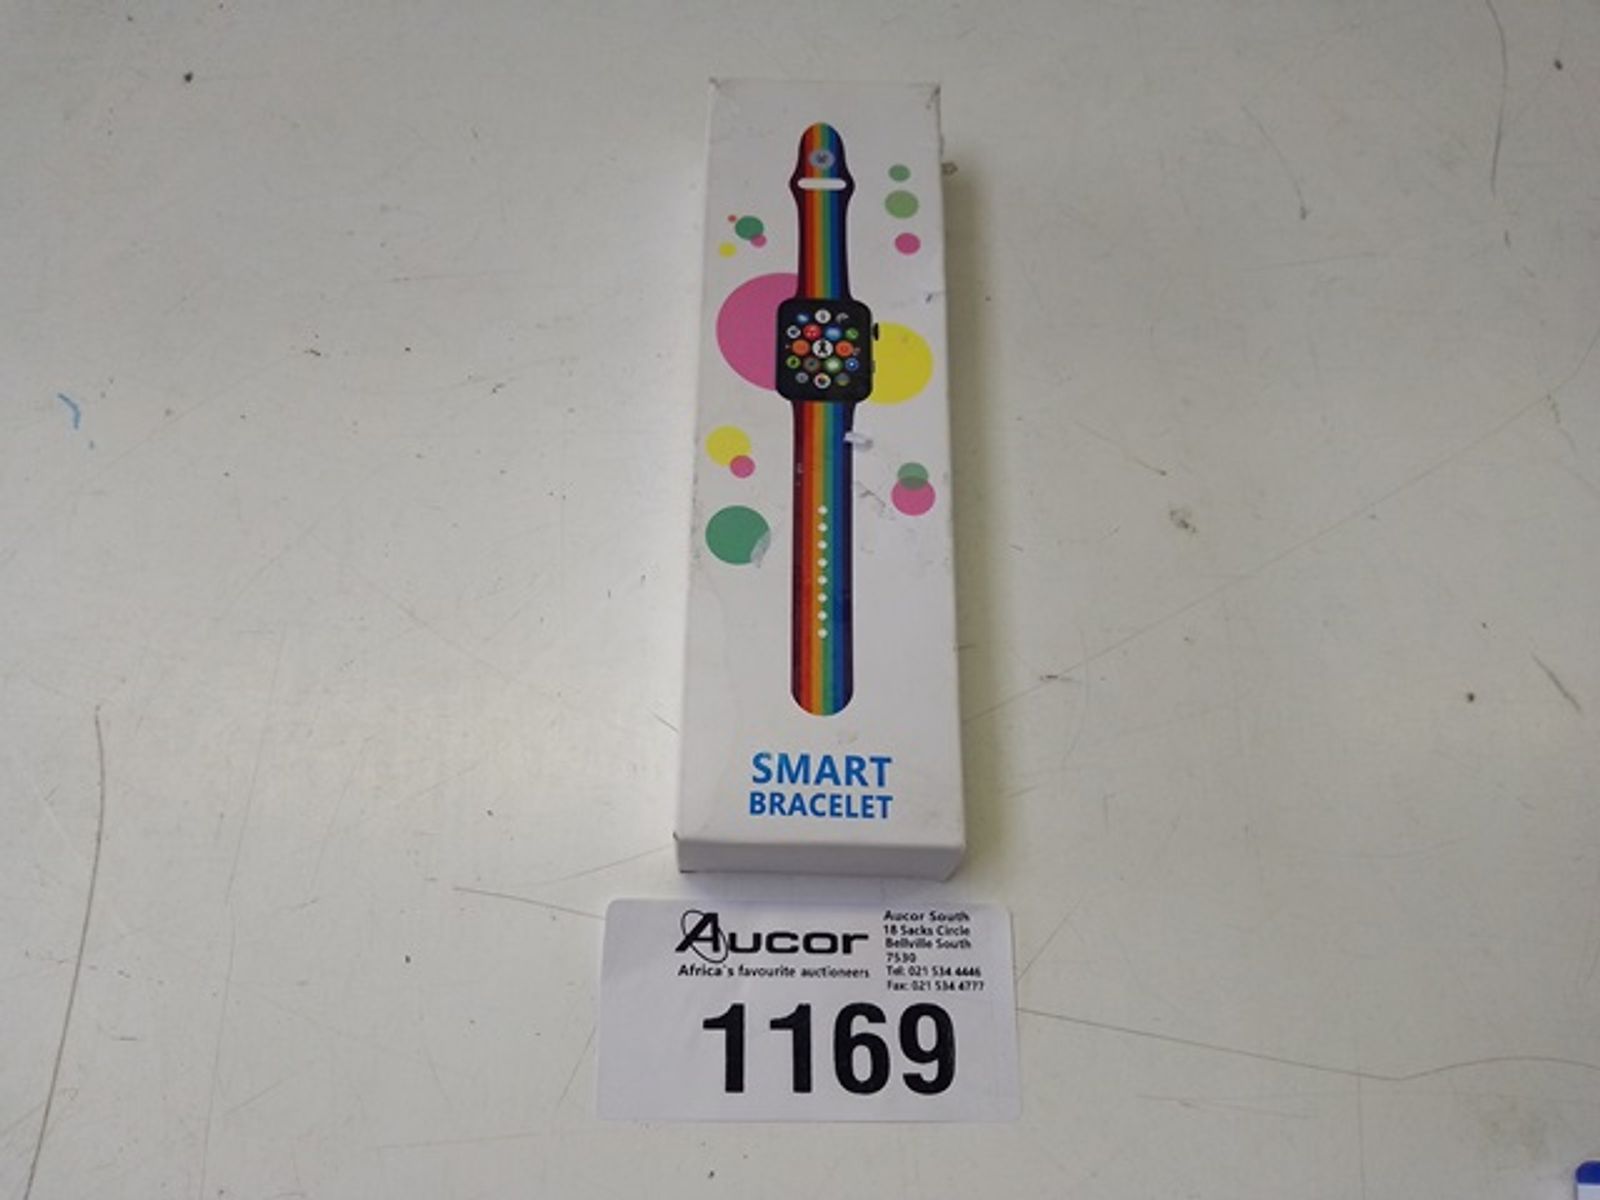 SMART
BRACELET
Aucor
Africa's favourite auctioneers
Aucor South
18 Sacks Circle
Bellville South
7530
Tel: 021 534 4446
Fax: 021 534 4777
1169